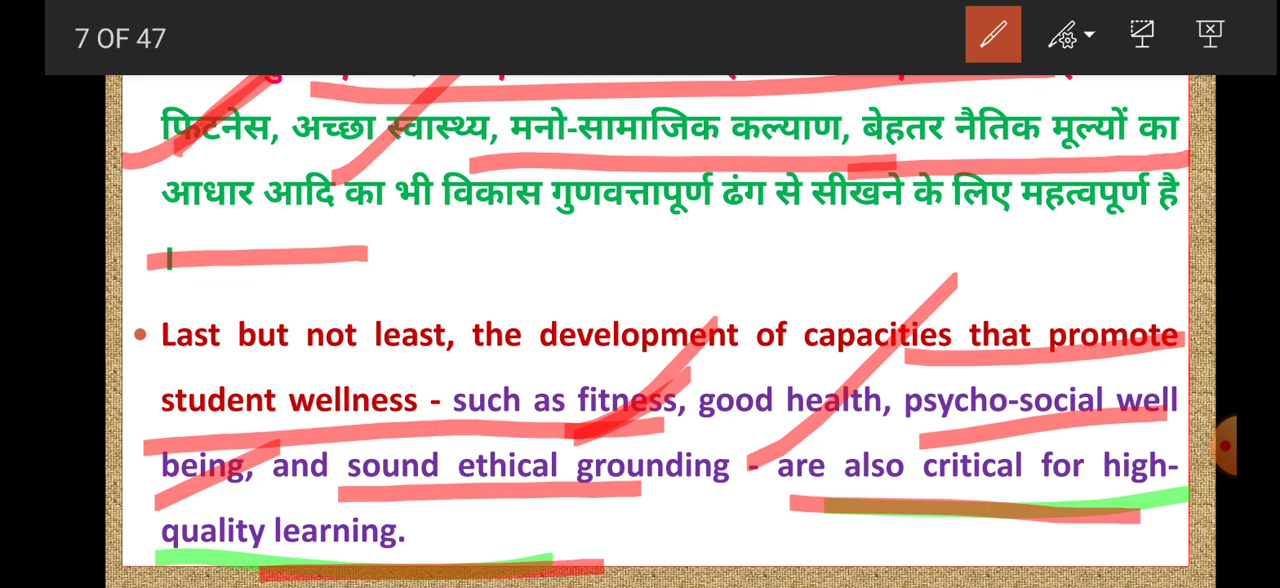 7 OF 47
फिटनेस, अच्छा स्वास्थ्य, मनो-सामाजिक कल्याण, बेहतर नैतिक मूल्यों का
आधार आदि का भी विकास गुणवत्तापूर्ण ढंग से सीखने के लिए महत्वपूर्ण है
।
• Last but not least, the development of capacities that promote
student wellness - such as fitness, good health, psycho-social well
being, and sound ethical grounding - are also critical for high-
quality learning.